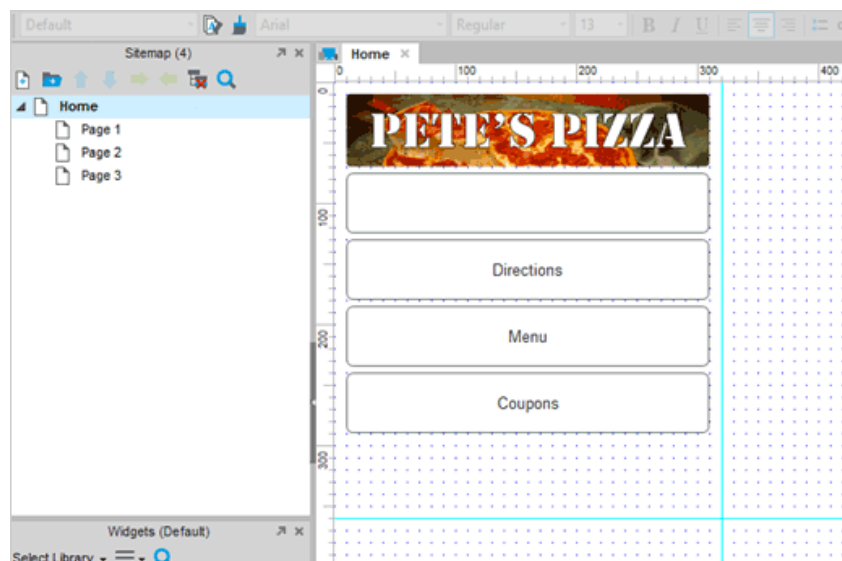 Default Arial Regular 13 B I U
Sitemap (4)
Home
0 100 200 300 400
Home
Page 1
Page 2
Page 3
0
100
200
300
PETE'S PIZZA
Directions
Menu
Coupons
Widgets (Default)
Select Library